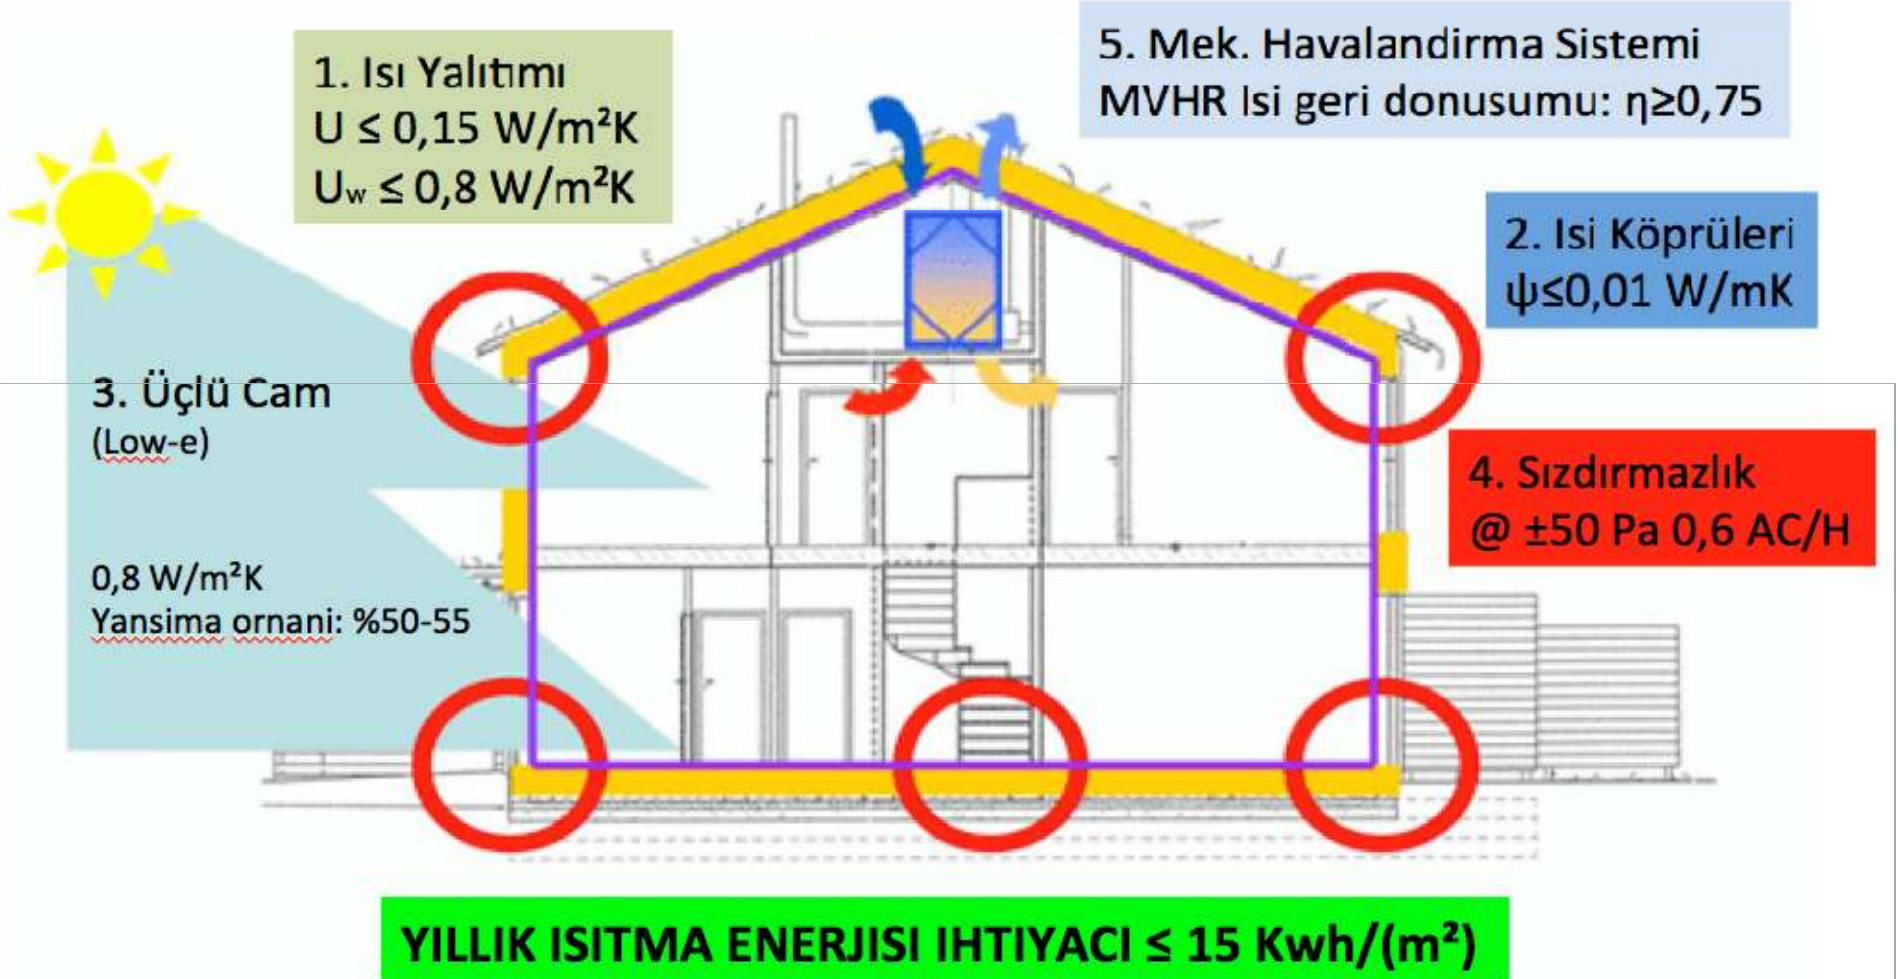 1. Isı Yalıtımı
U ≤ 0,15 W/m²K
Uw ≤ 0,8 W/m²K
5. Mek. Havalandirma Sistemi
MVHR Isi geri donusumu: η≥0,75
2. Isi Köprüleri
ψ≤0,01 W/mK
3. Üçlü Cam
(Low-e)
4. Sızdırmazlık
@ ±50 Pa 0,6 AC/H
0,8 W/m²K
Yansima ornani: %50-55
YILLIK ISITMA ENERJISI IHTIYACI ≤ 15 Kwh/(m²)